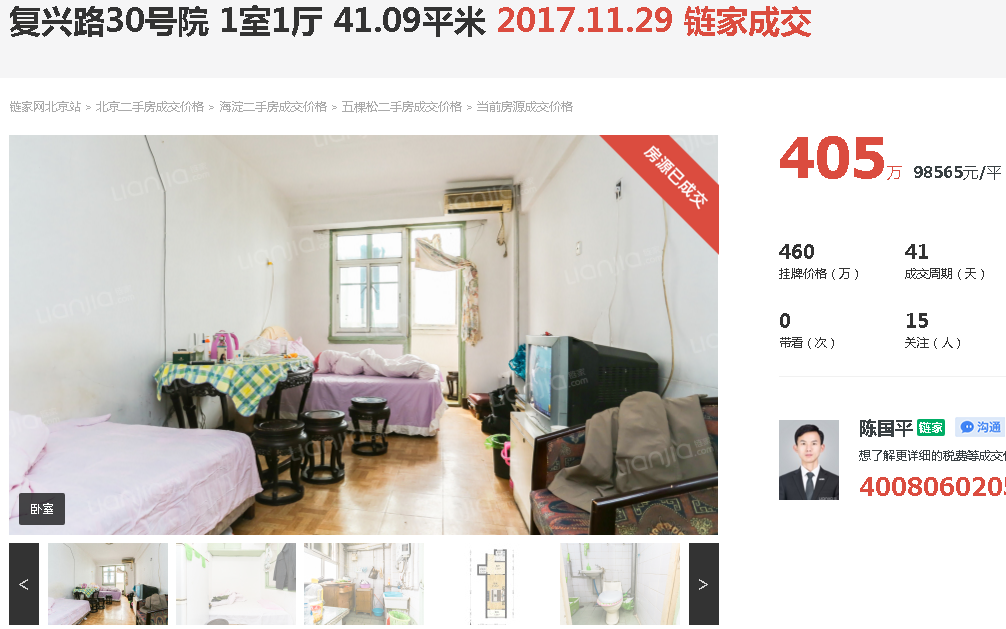 复兴路30号院 1室1厅 41.09平米 2017.11.29 链家成交
链家网北京站 > 北京二手房成交价格 > 海淀二手房成交价格 > 五棵松二手房成交价格 > 当前房源成交价格
房源已成交
405万 98565元/平
460 41
挂牌价格（万） 成交周期（天）
0 15
带看（次） 关注（人）
陈国平 链家 沟通
想了解更详细的税费等成交
400806020
lianjia
lianjia
lianjia
lianjia
lianjia
卧室
< >